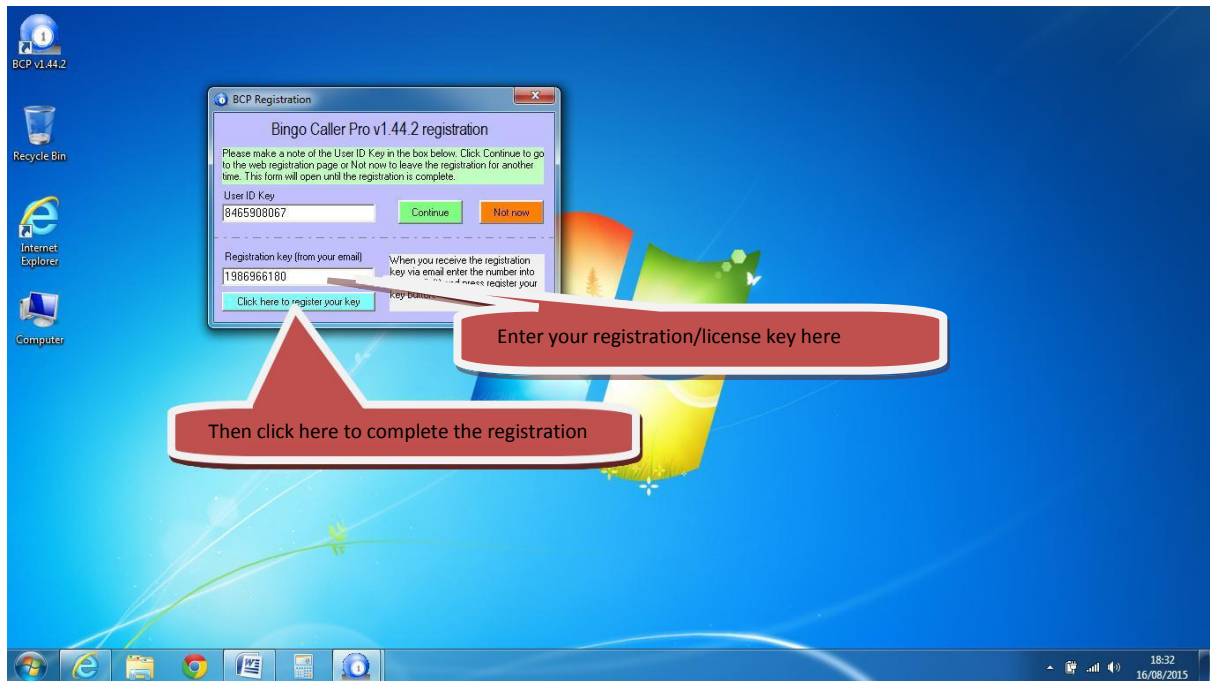 BCP v1.44.2
Recycle Bin
Internet
Explorer
Computer
BCP Registration
Bingo Caller Pro v1.44.2 registration
Please make a note of the User ID Key in the box below. Click Continue to go
to the web registration page or Not now to leave the registration for another
time. This form will open until the registration is complete.
User ID Key
8465908067
Continue
Not now
Registration key (from your email)
1986966180
Click here to register your key
When you receive the registration
key via email enter the number into
and press register your
key button.
Enter your registration/license key here
Then click here to complete the registration
18:32
16/08/2015